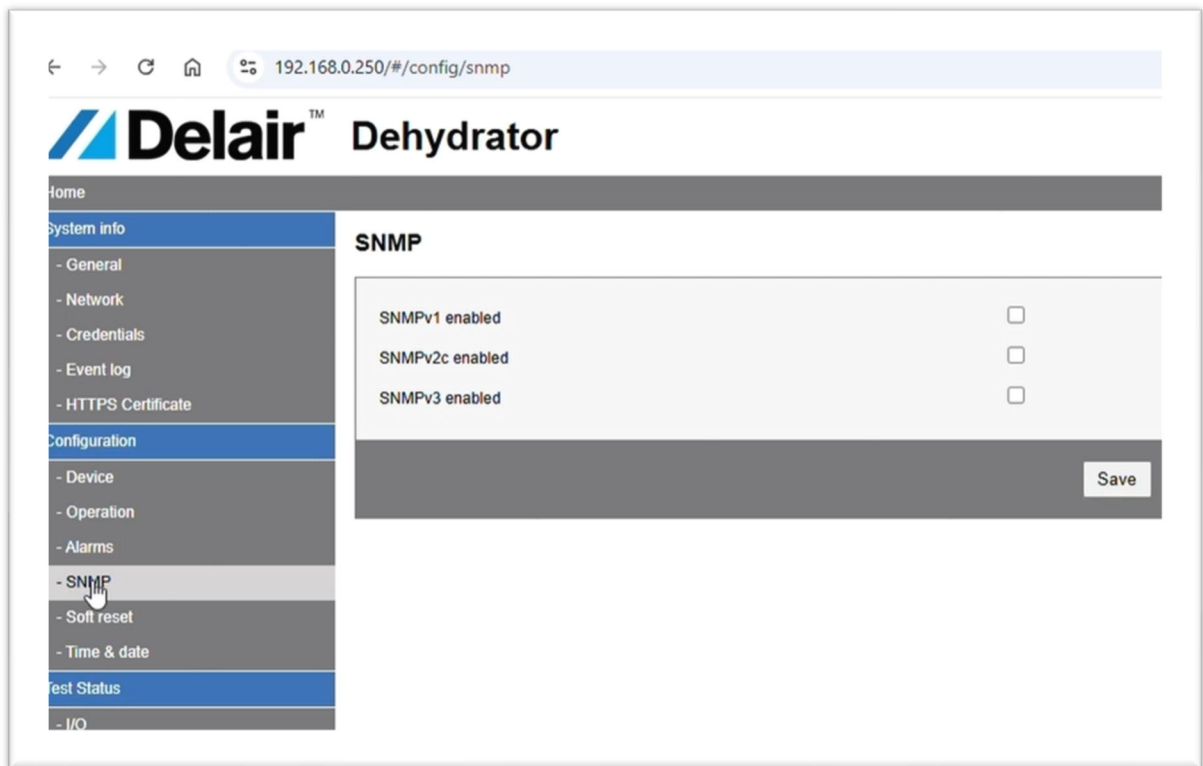 192.168.0.250/#/config/snmp
Delair™ Dehydrator
Home
System info
- General
- Network
- Credentials
- Event log
- HTTPS Certificate
Configuration
- Device
- Operation
- Alarms
- SNMP
- Soft reset
- Time & date
Test Status
- I/O
SNMP
SNMPv1 enabled
SNMPv2c enabled
SNMPv3 enabled
Save